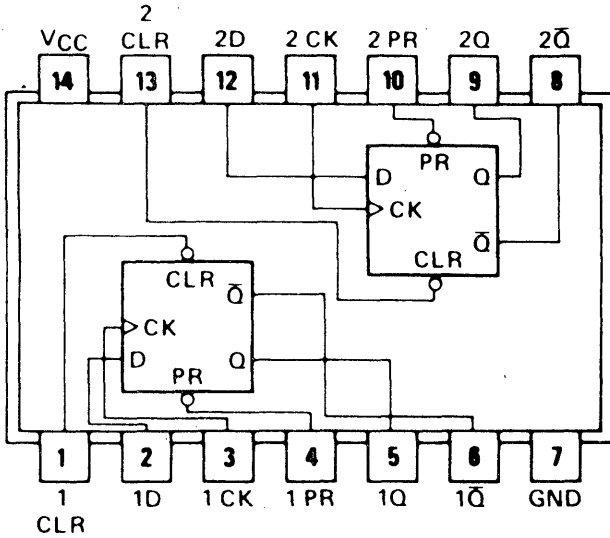 2
VCC CLR 2D 2 CK 2 PR 2Q 2Q̅
14 13 12 11 10 9 8
PR
D Q
CK
Q̅
CLR
CLR
Q̅
CK
D Q
PR
1 2 3 4 5 6 7
1 1D 1 CK 1 PR 1Q 1Q̅ GND
CLR